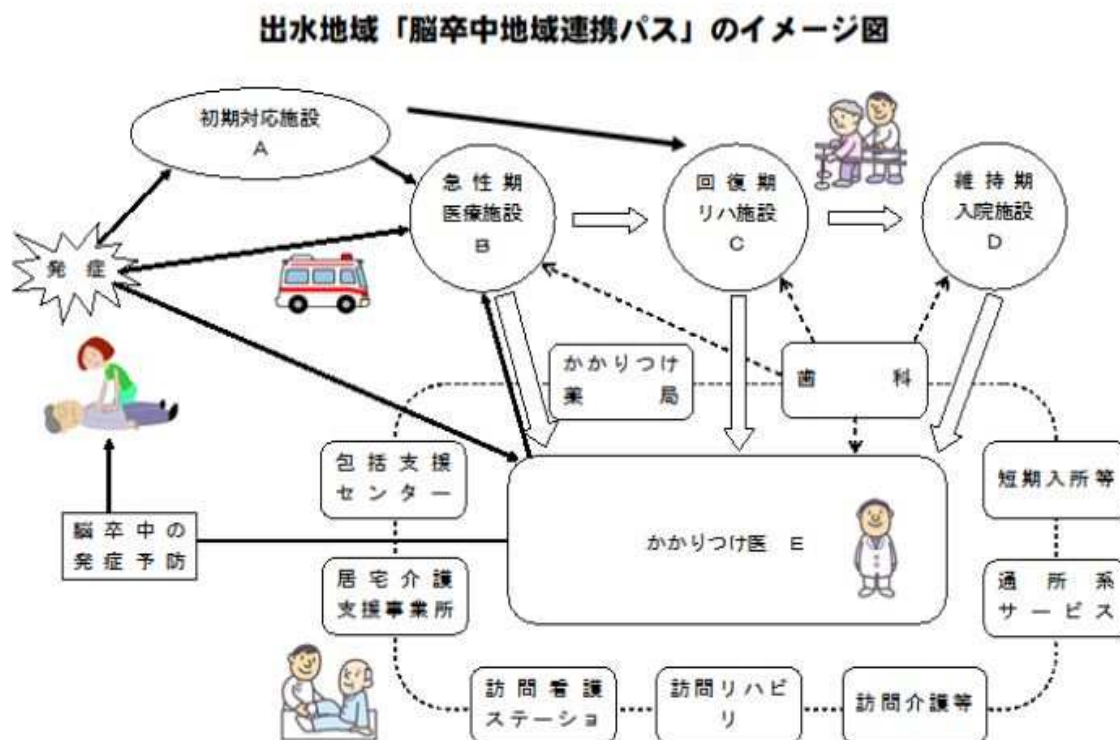 出水地域「脳卒中地域連携パス」のイメージ図
初期対応施設
A
急性期
医療施設
B
回復期
リハ施設
C
維持期
入院施設
D
発症
かかりつけ
薬局
歯科
包括支援
センター
短期入所等
かかりつけ医 E
脳卒中の
発症予防
居宅介護
支援事業所
通所系
サービス
訪問看護
ステーショ
訪問リハビ
リ
訪問介護等